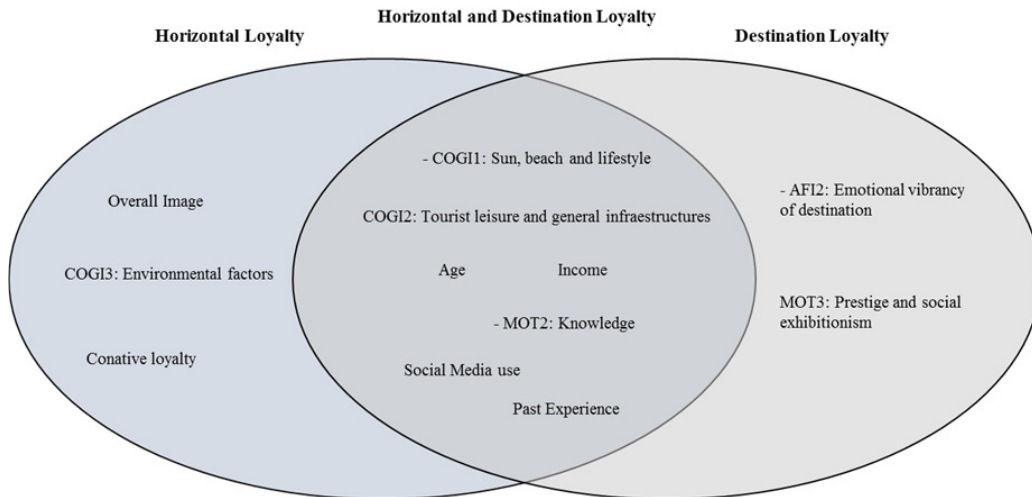 Horizontal and Destination Loyalty
Horizontal Loyalty
Destination Loyalty
- COGI1: Sun, beach and lifestyle
- AFI2: Emotional vibrancy
of destination
Overall Image
COGI2: Tourist leisure and general infraestructures
COGI3: Environmental factors
Age
Income
MOT3: Prestige and social
exhibitionism
- MOT2: Knowledge
Conative loyalty
Social Media use
Past Experience